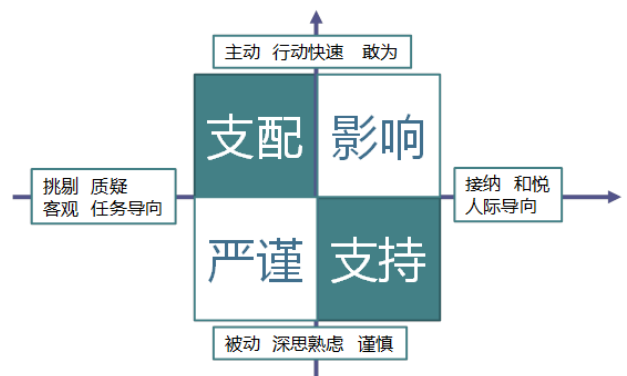 主动 行动快速 敢为
支配 影响
挑剔 质疑
客观 任务导向
接纳 和悦
人际导向
严谨 支持
被动 深思熟虑 谨慎